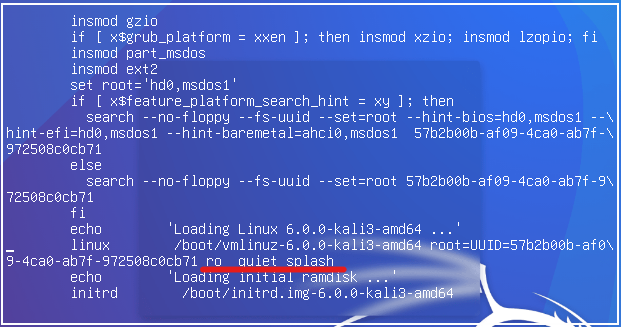 insmod gzio
if [ x$grub_platform = xxen ]; then insmod xzio; insmod lzopio; fi
insmod part_msdos
insmod ext2
set root='hd0,msdos1'
if [ x$feature_platform_search_hint = xy ]; then
search --no-floppy --fs-uuid --set=root --hint-bios=hd0,msdos1 --\
hint-efi=hd0,msdos1 --hint-baremetal=ahci0,msdos1  57b2b00b-af09-4ca0-ab7f-\
972508c0cb71
else
search --no-floppy --fs-uuid --set=root 57b2b00b-af09-4ca0-ab7f-9\
72508c0cb71
fi
echo        'Loading Linux 6.0.0-kali3-amd64 ...'
linux        /boot/vmlinuz-6.0.0-kali3-amd64 root=UUID=57b2b00b-af0\
9-4ca0-ab7f-972508c0cb71 ro  quiet splash
echo        'Loading initial ramdisk ...'
initrd        /boot/initrd.img-6.0.0-kali3-amd64